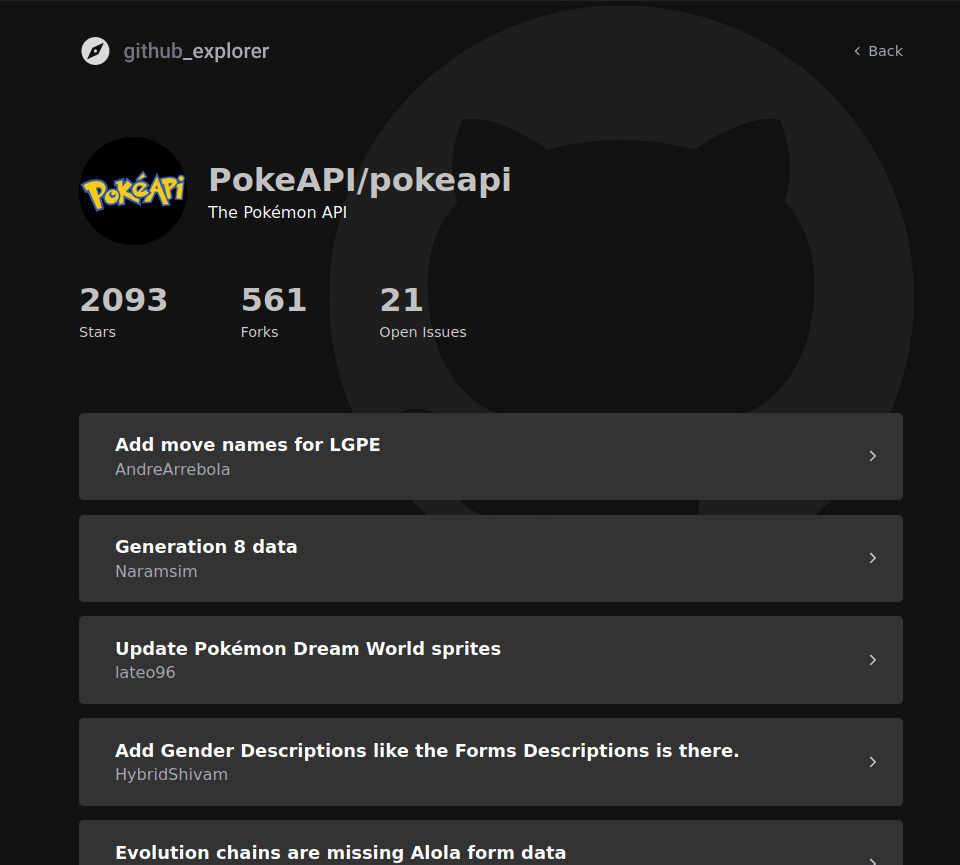 github_explorer
Back
PokéAPi
PokeAPI/pokeapi
The Pokémon API
2093 561 21
Stars Forks Open Issues
Add move names for LGPE
AndreArrebola
Generation 8 data
Naramsim
Update Pokémon Dream World sprites
lateo96
Add Gender Descriptions like the Forms Descriptions is there.
HybridShivam
Evolution chains are missing Alola form data